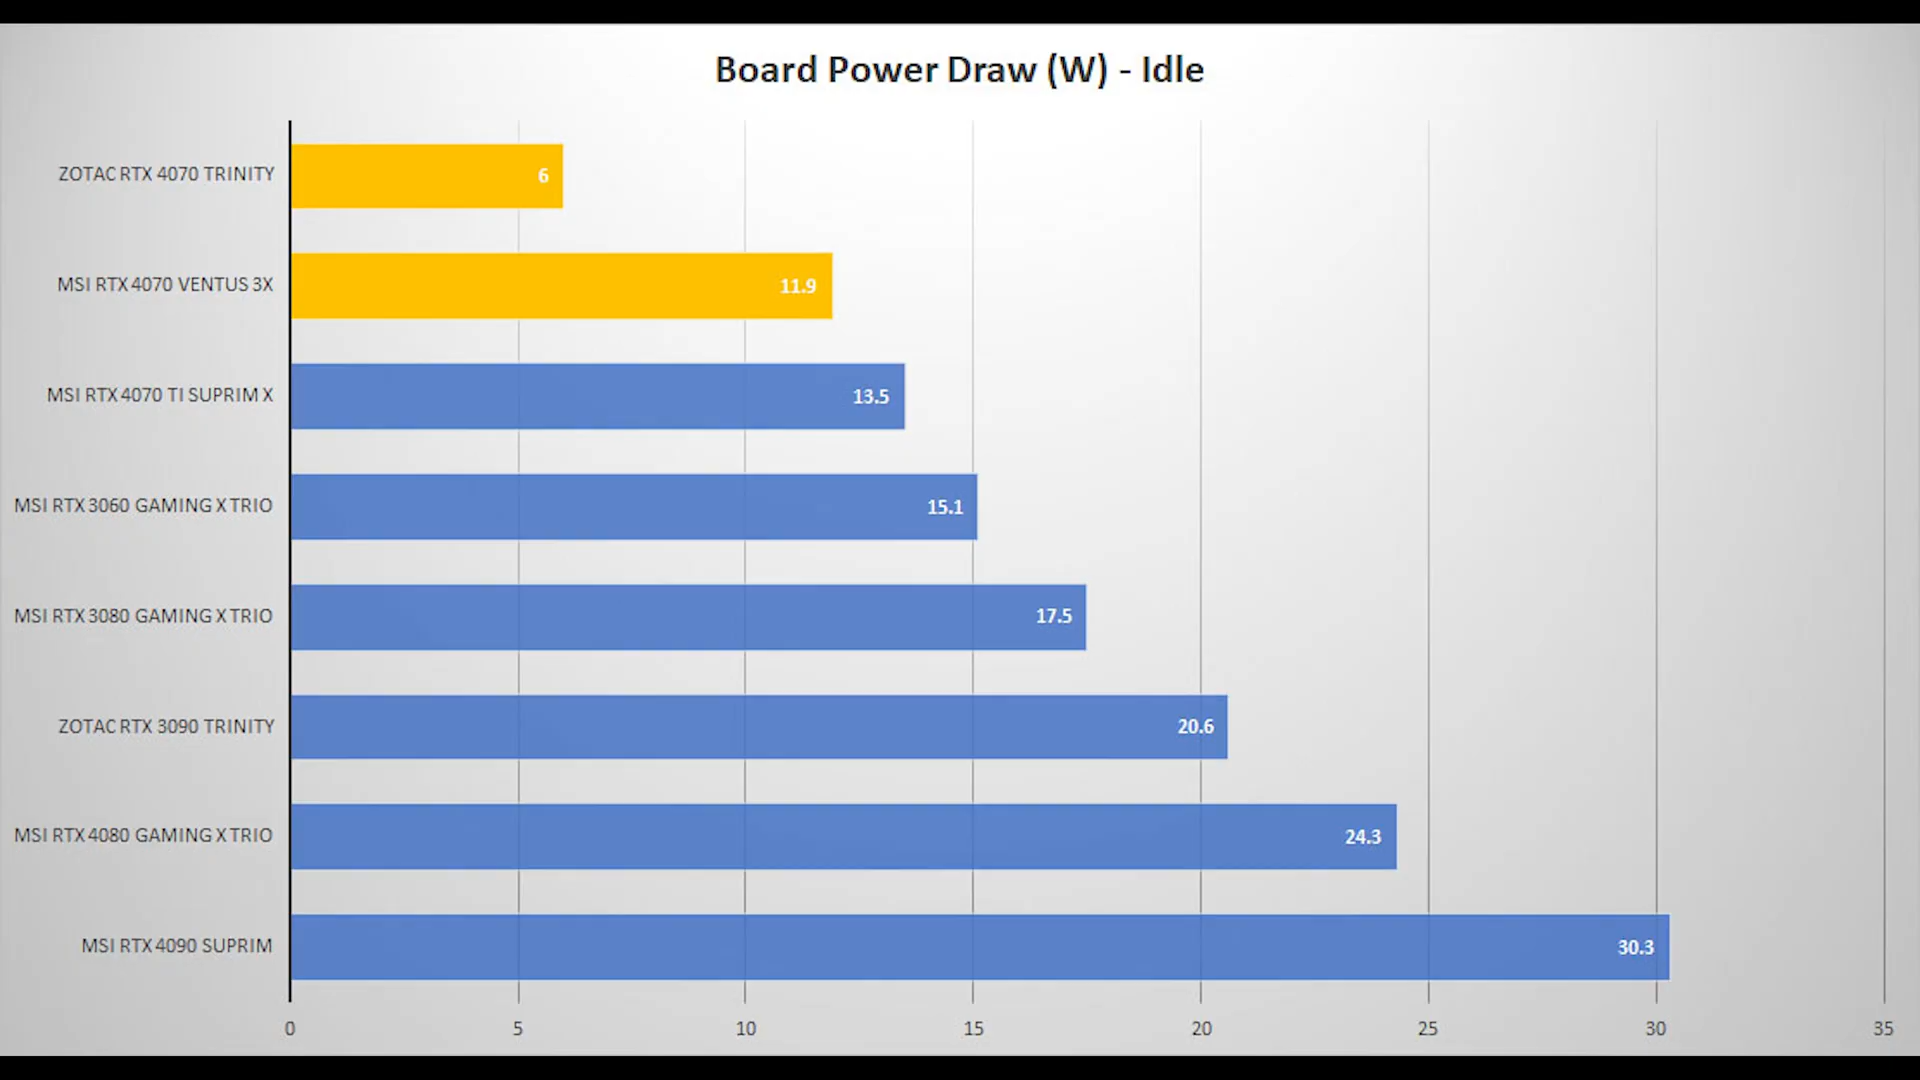 Board Power Draw (W) - Idle
ZOTAC RTX 4070 TRINITY 6
MSI RTX 4070 VENTUS 3X 11.9
MSI RTX 4070 TI SUPRIM X 13.5
MSI RTX 3060 GAMING X TRIO 15.1
MSI RTX 3080 GAMING X TRIO 17.5
ZOTAC RTX 3090 TRINITY 20.6
MSI RTX 4080 GAMING X TRIO 24.3
MSI RTX 4090 SUPRIM 30.3
0 5 10 15 20 25 30 35